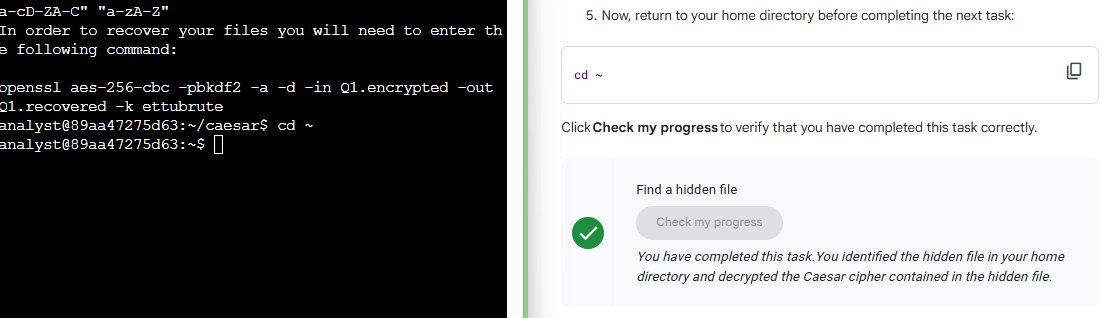 a-cD-ZA-C" "a-zA-Z"
In order to recover your files you will need to enter th
e following command:
openssl aes-256-cbc -pbkdf2 -a -d -in Q1.encrypted -out
Q1.recovered -k ettubrute
analyst@89aa47275d63:~/caesar$ cd ~
analyst@89aa47275d63:~$
5. Now, return to your home directory before completing the next task:
cd ~
Click Check my progress to verify that you have completed this task correctly.
Find a hidden file
Check my progress
You have completed this task. You identified the hidden file in your home
directory and decrypted the Caesar cipher contained in the hidden file.